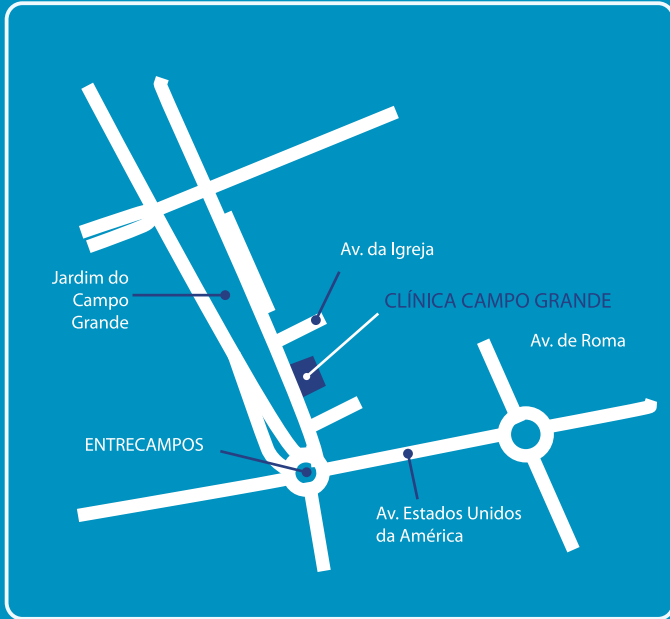 Av. da Igreja
Jardim do
Campo
Grande
CLÍNICA CAMPO GRANDE
Av. de Roma
ENTRECAMPOS
Av. Estados Unidos
da América